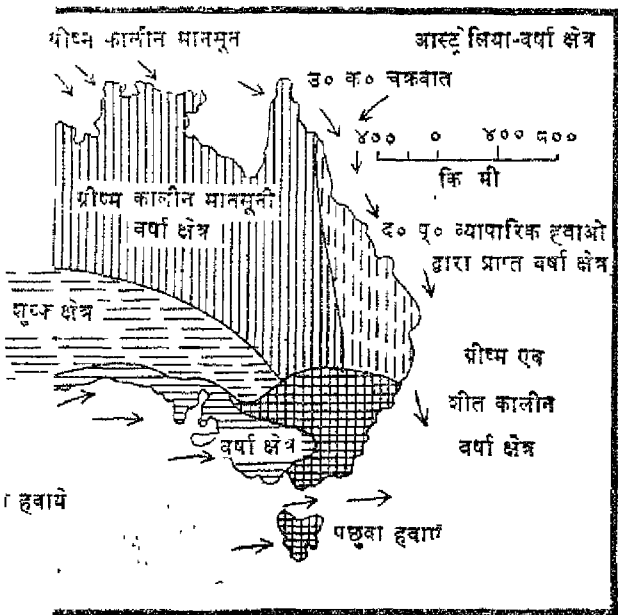 ग्रीष्म कालीन मानसून
आस्ट्रेलिया-वर्षा क्षेत्र
उ० क० चक्रवात
४०० ० ४०० ८००
कि मी
ग्रीष्म कालीन मानसूनी
वर्षा क्षेत्र
द० पू० व्यापारिक हवाओ
द्वारा प्राप्त वर्षा क्षेत्र
शुष्क क्षेत्र
ग्रीष्म एव
शीत कालीन
वर्षा क्षेत्र
वर्षा क्षेत्र
हवाये
पछुवा हवाएँ